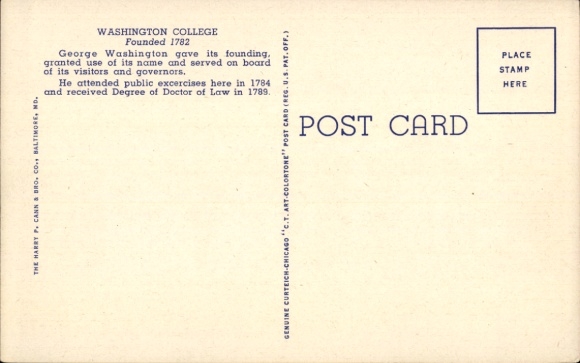 WASHINGTON COLLEGE
Founded 1782
George Washington gave its founding,
granted use of its name and served on board
of its visitors and governors.
He attended public excercises here in 1784
and received Degree of Doctor of Law in 1789.
THE HARRY P. CANN & BRO. CO., BALTIMORE, MD.
GENUINE CURTEICH-CHICAGO "C.T. ART-COLORTONE" POST CARD (REG. U.S. PAT. OFF.)
POST CARD
PLACE
STAMP
HERE